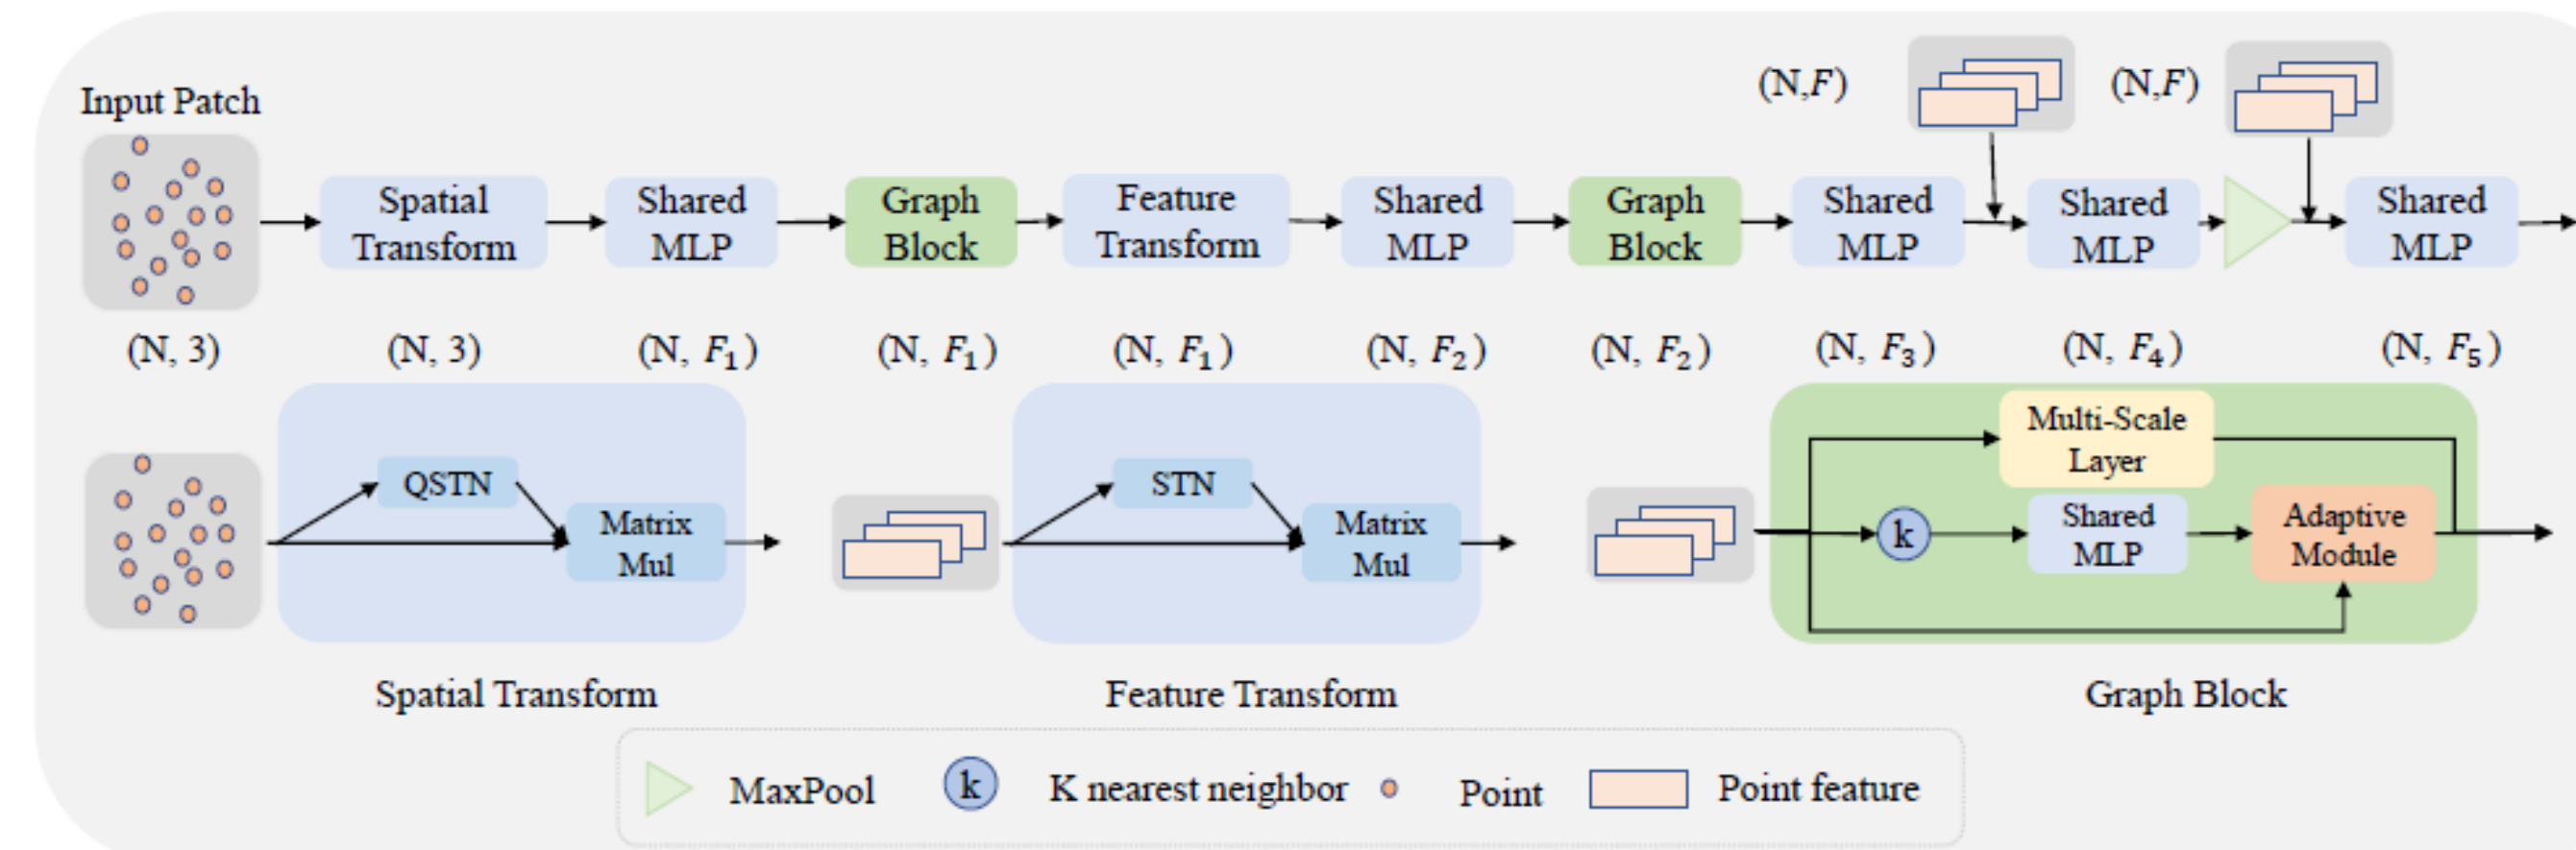 Input Patch
(N,F)
(N,F)
Spatial
Transform
Shared
MLP
Graph
Block
Feature
Transform
Shared
MLP
Graph
Block
Shared
MLP
Shared
MLP
Shared
MLP
(N, 3)
(N, 3)
(N, F₁)
(N, F₁)
(N, F₁)
(N, F₂)
(N, F₂)
(N, F₃)
(N, F₄)
(N, F₅)
QSTN
Matrix
Mul
STN
Matrix
Mul
Multi-Scale
Layer
k
Shared
MLP
Adaptive
Module
Spatial Transform
Feature Transform
Graph Block
MaxPool
k
K nearest neighbor
Point
Point feature